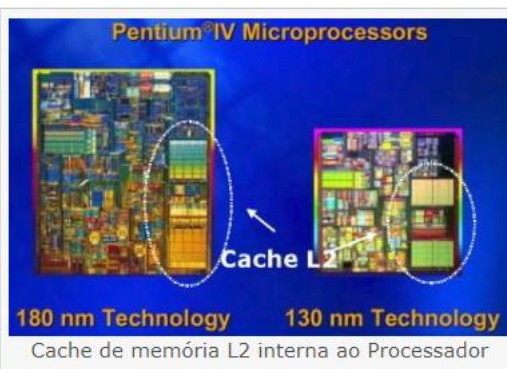 Pentium®IV Microprocessors
Cache L2
180 nm Technology
130 nm Technology
Cache de memória L2 interna ao Processador